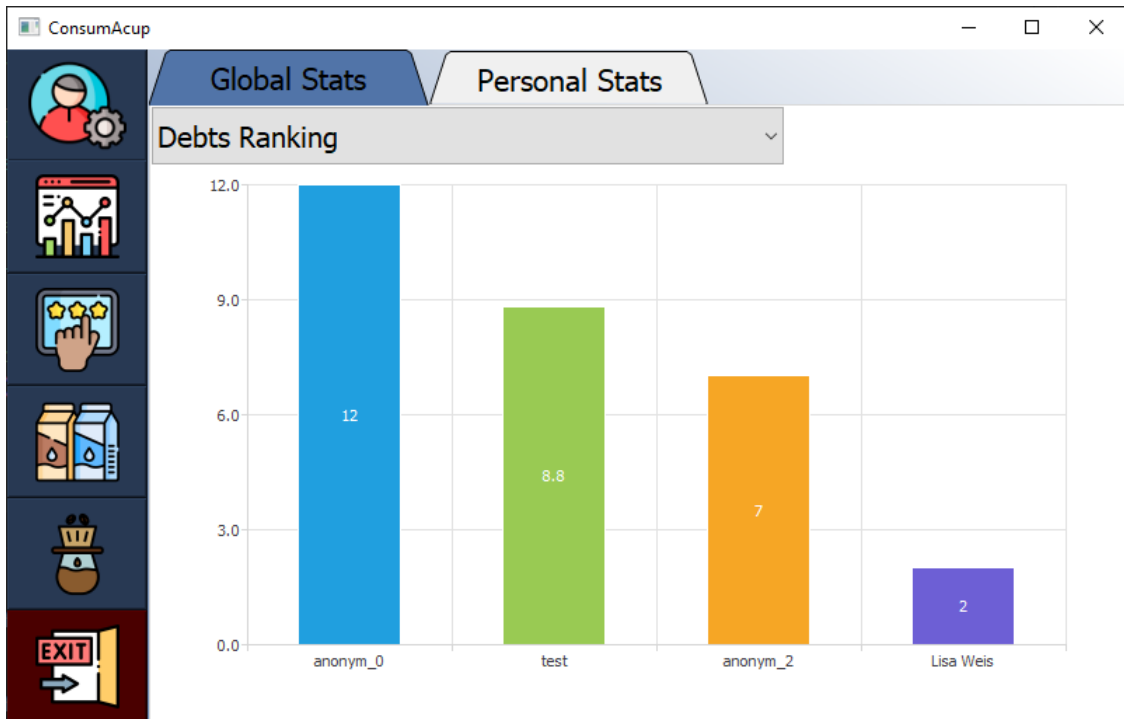 ConsumAcup
Global Stats
Personal Stats
Debts Ranking
12.0
9.0
6.0
3.0
0.0
12
8.8
7
2
anonym_0
test
anonym_2
Lisa Weis
EXIT